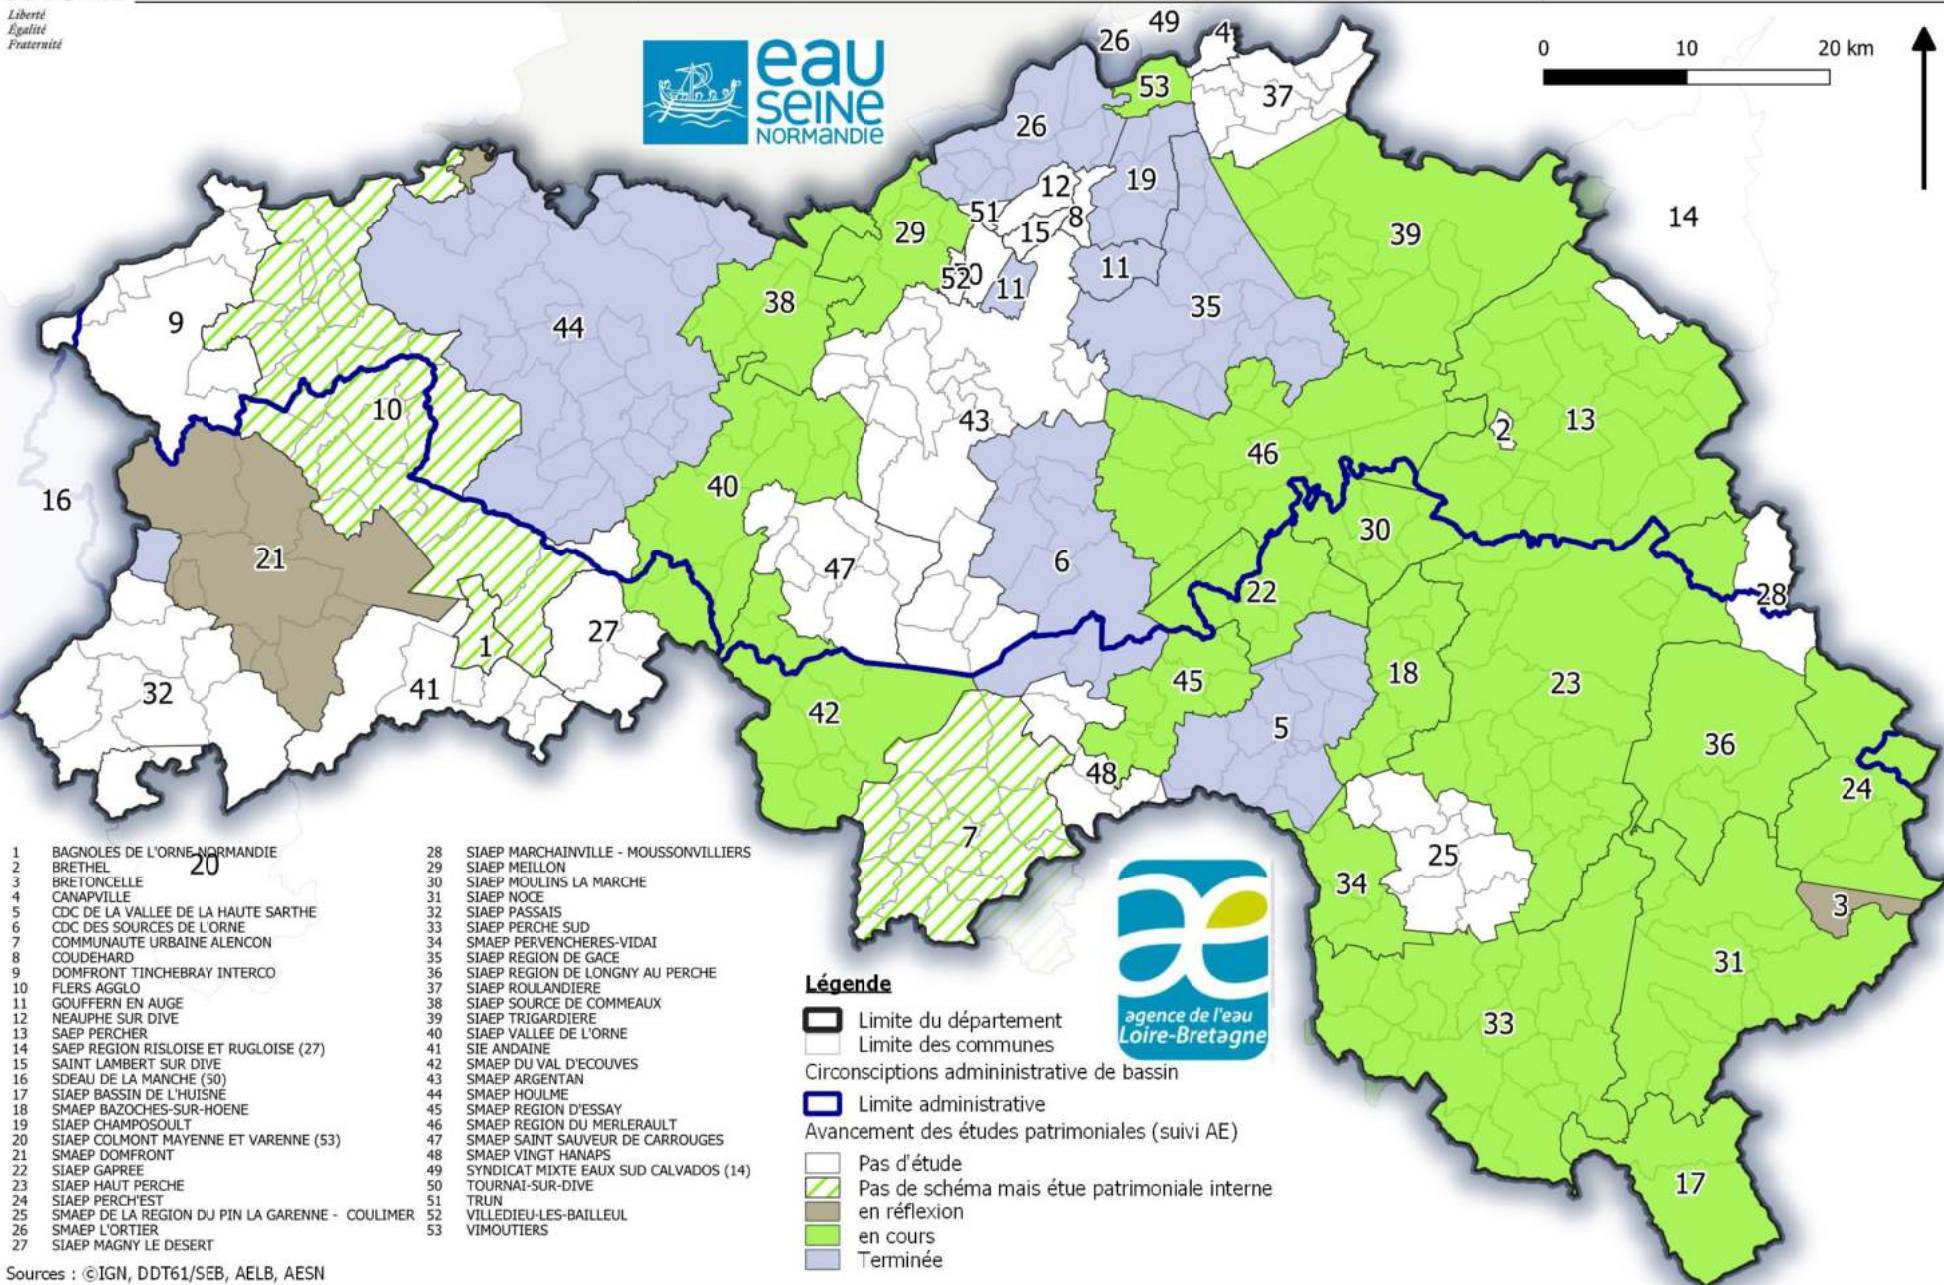 Liberté
Égalité
Fraternité
eau
SEINE
NORMANDIE
0 10 20 km
49
26
4
53
37
26
12
19
51
8
15
29
39
14
52
11
11
38
35
9
44
10
43
2
13
46
40
16
30
21
47
6
22
28
1
27
32
41
45
18
23
42
5
36
48
24
7
25
34
3
31
33
17
20
1 BAGNOLES DE L'ORNE NORMANDIE
2 BRETHEL
3 BRETONCELLE
4 CANAPVILLE
5 CDC DE LA VALLEE DE LA HAUTE SARTHE
6 CDC DES SOURCES DE L'ORNE
7 COMMUNAUTE URBAINE ALENCON
8 COUDEHARD
9 DOMFRONT TINCHEBRAY INTERCO
10 FLERS AGGLO
11 GOUFFERN EN AUGE
12 NEAUPHE SUR DIVE
13 SAEP PERCHER
14 SAEP REGION RISLOISE ET RUGLOISE (27)
15 SAINT LAMBERT SUR DIVE
16 SDEAU DE LA MANCHE (50)
17 SIAEP BASSIN DE L'HUISNE
18 SMAEP BAZOCHES-SUR-HOENE
19 SIAEP CHAMPOSOULT
20 SIAEP COLMONT MAYENNE ET VARENNE (53)
21 SMAEP DOMFRONT
22 SIAEP GAPREE
23 SIAEP HAUT PERCHE
24 SIAEP PERCH'EST
25 SMAEP DE LA REGION DU PIN LA GARENNE - COULIMER
26 SMAEP L'ORTIER
27 SIAEP MAGNY LE DESERT
28 SIAEP MARCHAINVILLE - MOUSSONVILLIERS
29 SIAEP MEILLON
30 SIAEP MOULINS LA MARCHE
31 SIAEP NOCE
32 SIAEP PASSAIS
33 SIAEP PERCHE SUD
34 SMAEP PERVENCHERES-VIDAI
35 SIAEP REGION DE GACE
36 SIAEP REGION DE LONGNY AU PERCHE
37 SIAEP ROULANDIERE
38 SIAEP SOURCE DE COMMEAUX
39 SIAEP TRIGARDIERE
40 SIAEP VALLEE DE L'ORNE
41 SIE ANDAINE
42 SMAEP DU VAL D'ECOUVES
43 SMAEP ARGENTAN
44 SMAEP HOULME
45 SMAEP REGION D'ESSAY
46 SMAEP REGION DU MERLERAULT
47 SMAEP SAINT SAUVEUR DE CARROUGES
48 SMAEP VINGT HANAPS
49 SYNDICAT MIXTE EAUX SUD CALVADOS (14)
50 TOURNAI-SUR-DIVE
51 TRUN
52 VILLEDIEU-LES-BAILLEUL
53 VIMOUTIERS
Sources : ©IGN, DDT61/SEB, AELB, AESN
agence de l'eau
Loire-Bretagne
Légende
Limite du département
Limite des communes
Circonsciptions admininistrative de bassin
Limite administrative
Avancement des études patrimoniales (suivi AE)
Pas d'étude
Pas de schéma mais étue patrimoniale interne
en réflexion
en cours
Terminée